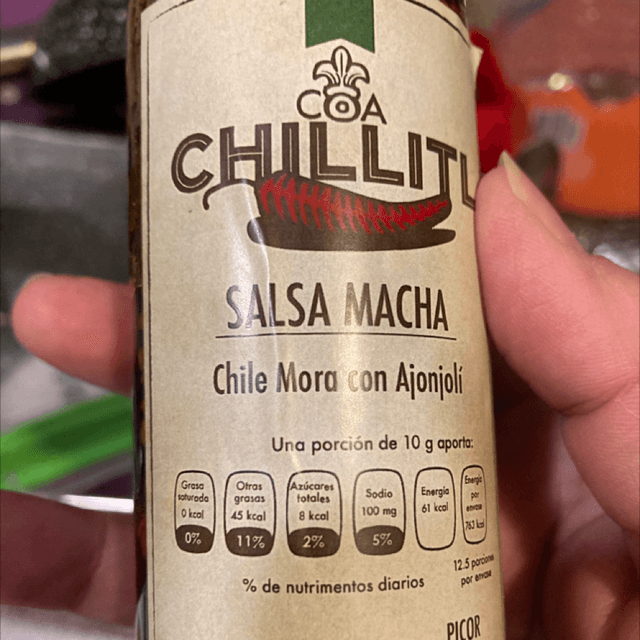 COA
CHILLITL
SALSA MACHA
Chile Mora con Ajonjolí
Una porción de 10 g aporta:
Grasa saturada 0 kcal 0%
Otras grasas 45 kcal 11%
Azúcares totales 8 kcal 2%
Sodio 100 mg 5%
Energía 61 kcal
Energía por envase 763 kcal
12.5 porciones
por envase
% de nutrimentos diarios
PICOR